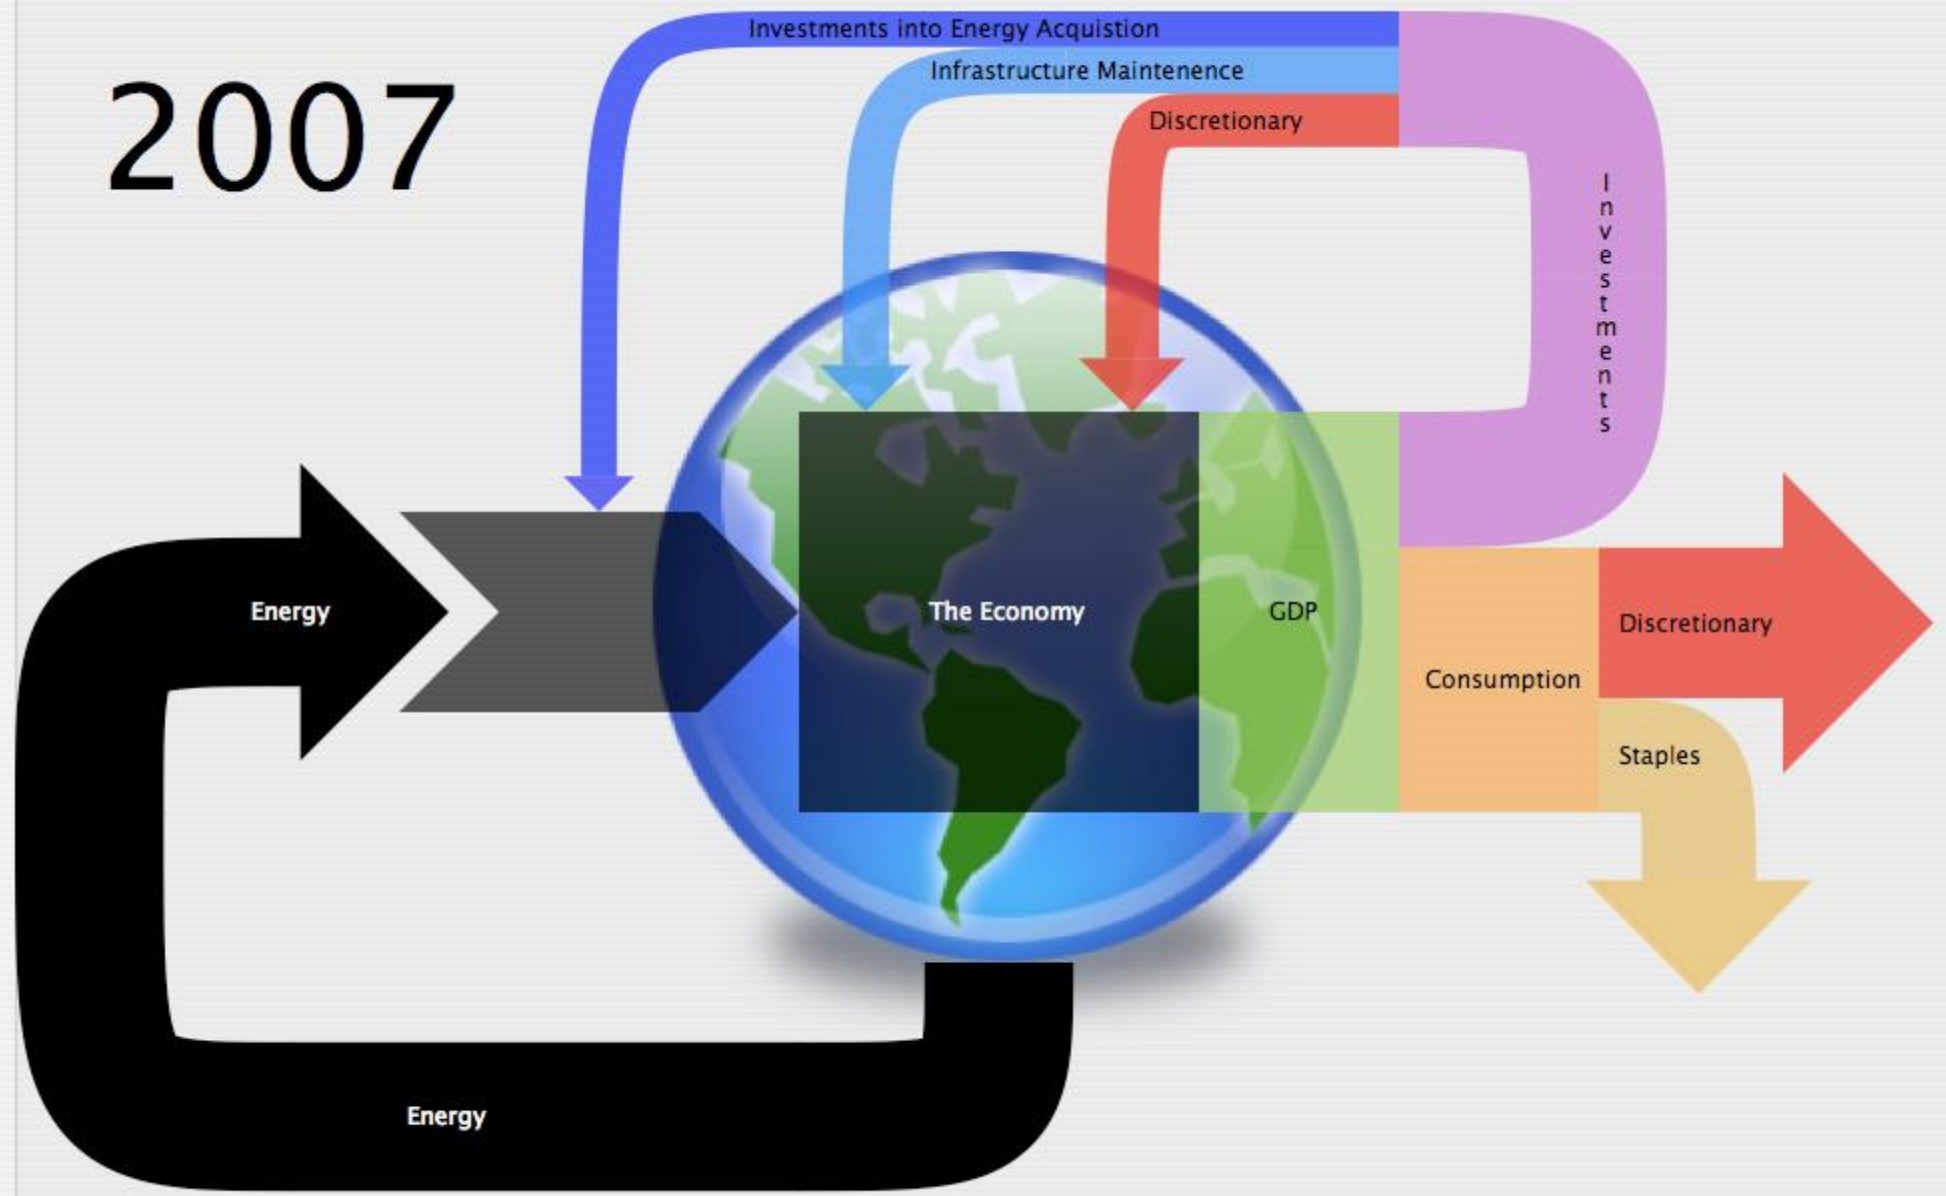 Investments into Energy Acquistion
Infrastructure Maintenence
Discretionary
2007
Investments
Energy
The Economy
GDP
Discretionary
Consumption
Staples
Energy